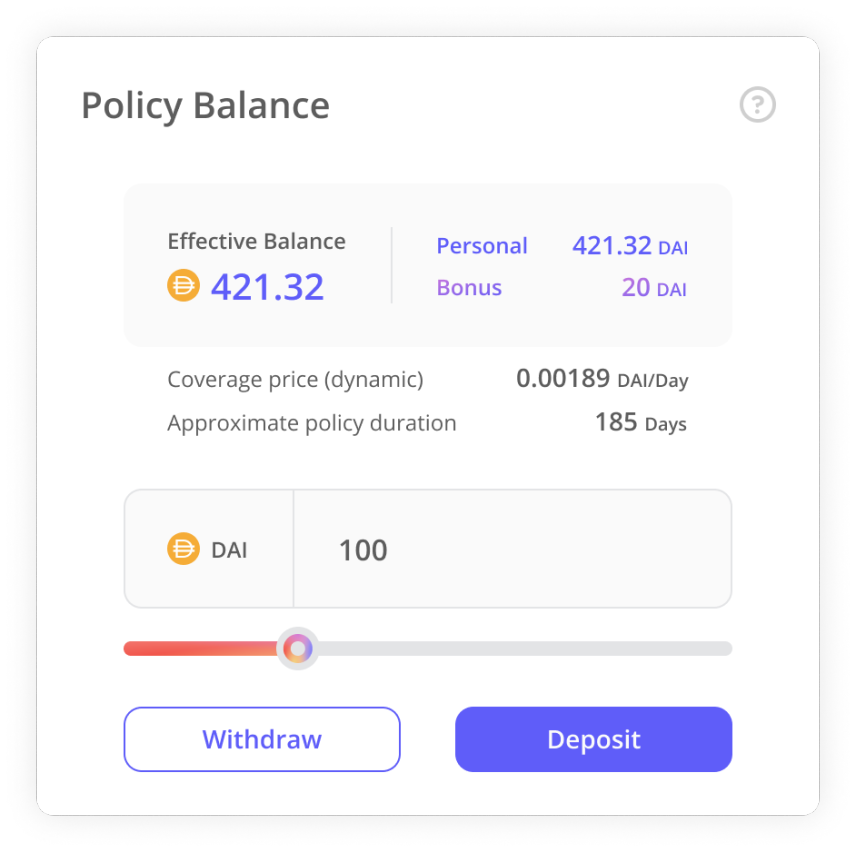 Policy Balance ?
Effective Balance
421.32
Personal 421.32 DAI
Bonus 20 DAI
Coverage price (dynamic) 0.00189 DAI/Day
Approximate policy duration 185 Days
DAI 100
Withdraw Deposit